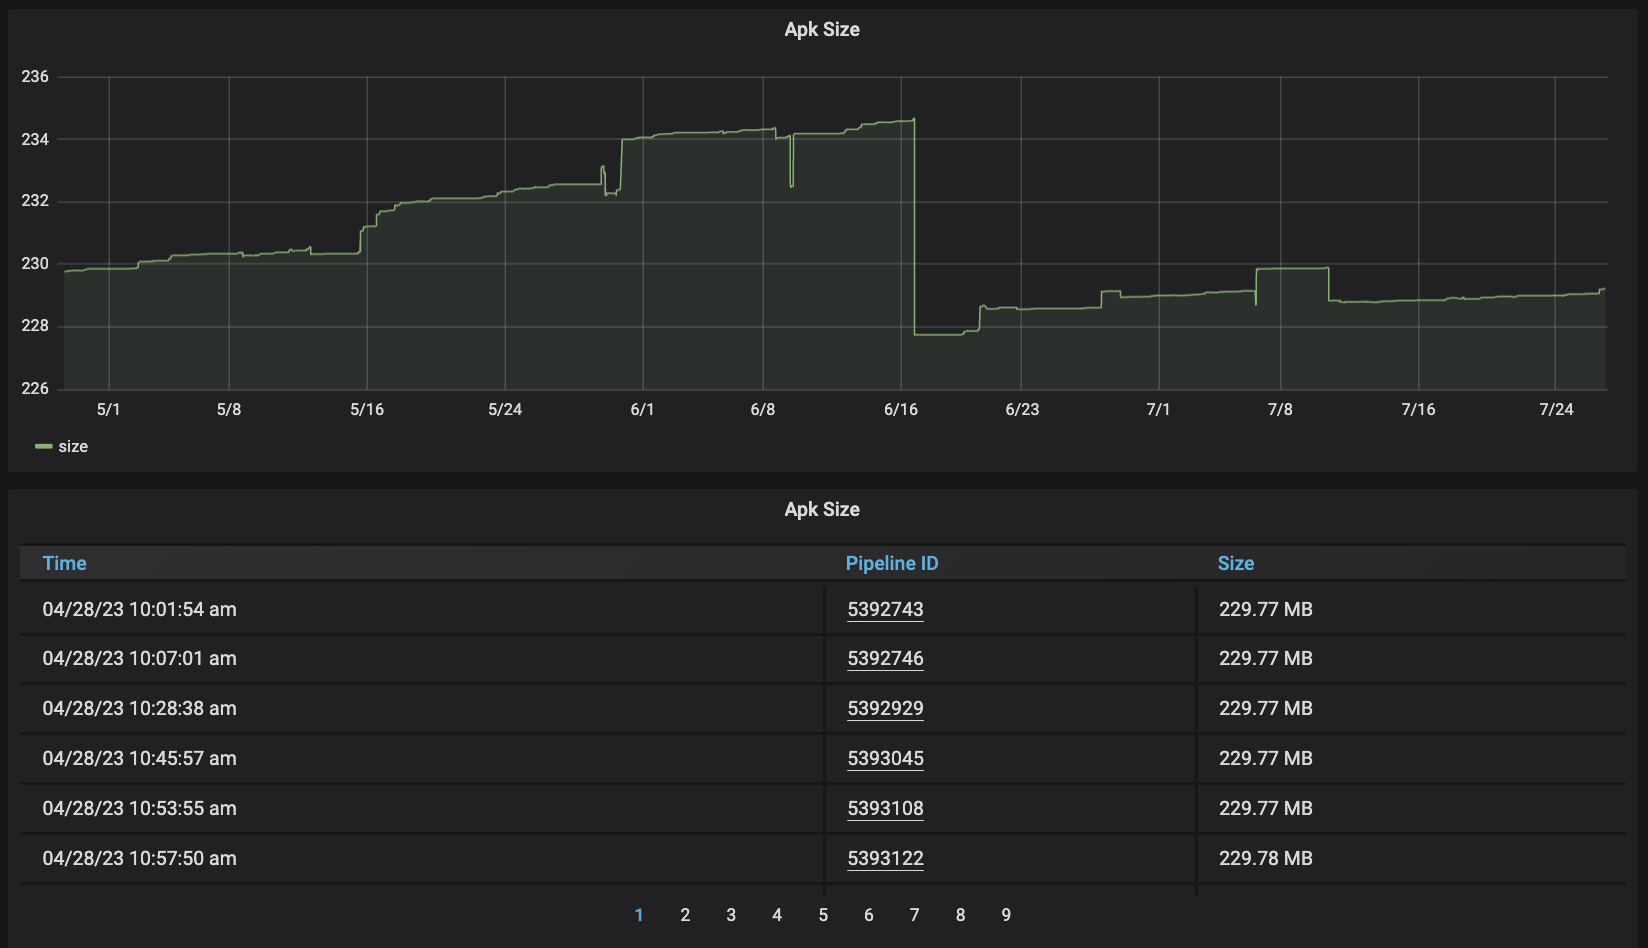 Apk Size
236
234
232
230
228
226
5/1 5/8 5/16 5/24 6/1 6/8 6/16 6/23 7/1 7/8 7/16 7/24
size
Apk Size
Time Pipeline ID Size
04/28/23 10:01:54 am 5392743 229.77 MB
04/28/23 10:07:01 am 5392746 229.77 MB
04/28/23 10:28:38 am 5392929 229.77 MB
04/28/23 10:45:57 am 5393045 229.77 MB
04/28/23 10:53:55 am 5393108 229.77 MB
04/28/23 10:57:50 am 5393122 229.78 MB
1 2 3 4 5 6 7 8 9